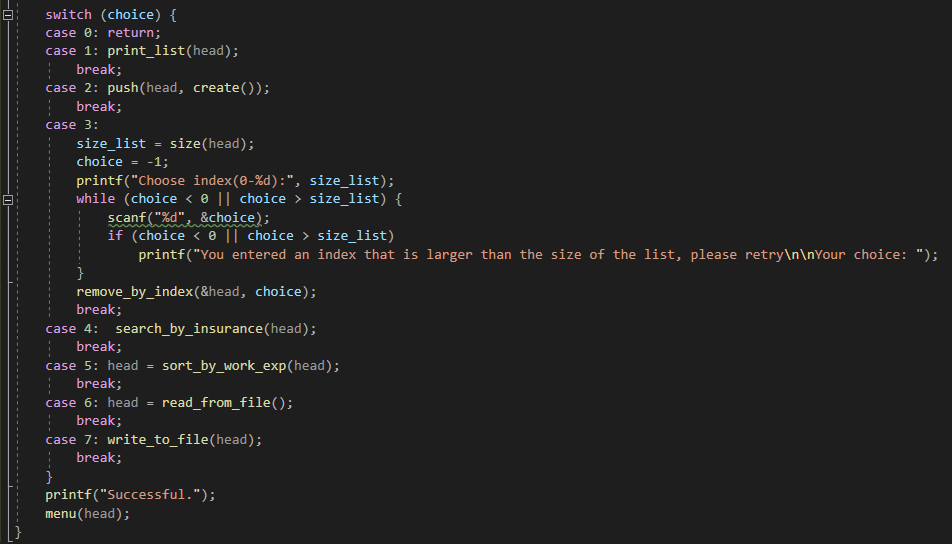 switch (choice) {
case 0: return;
case 1: print_list(head);
break;
case 2: push(head, create());
break;
case 3:
size_list = size(head);
choice = -1;
printf("Choose index(0-%d):", size_list);
while (choice < 0 || choice > size_list) {
scanf("%d", &choice);
if (choice < 0 || choice > size_list)
printf("You entered an index that is larger than the size of the list, please retry\n\nYour choice: ");
}
remove_by_index(&head, choice);
break;
case 4:  search_by_insurance(head);
break;
case 5: head = sort_by_work_exp(head);
break;
case 6: head = read_from_file();
break;
case 7: write_to_file(head);
break;
}
printf("Successful.");
menu(head);
}